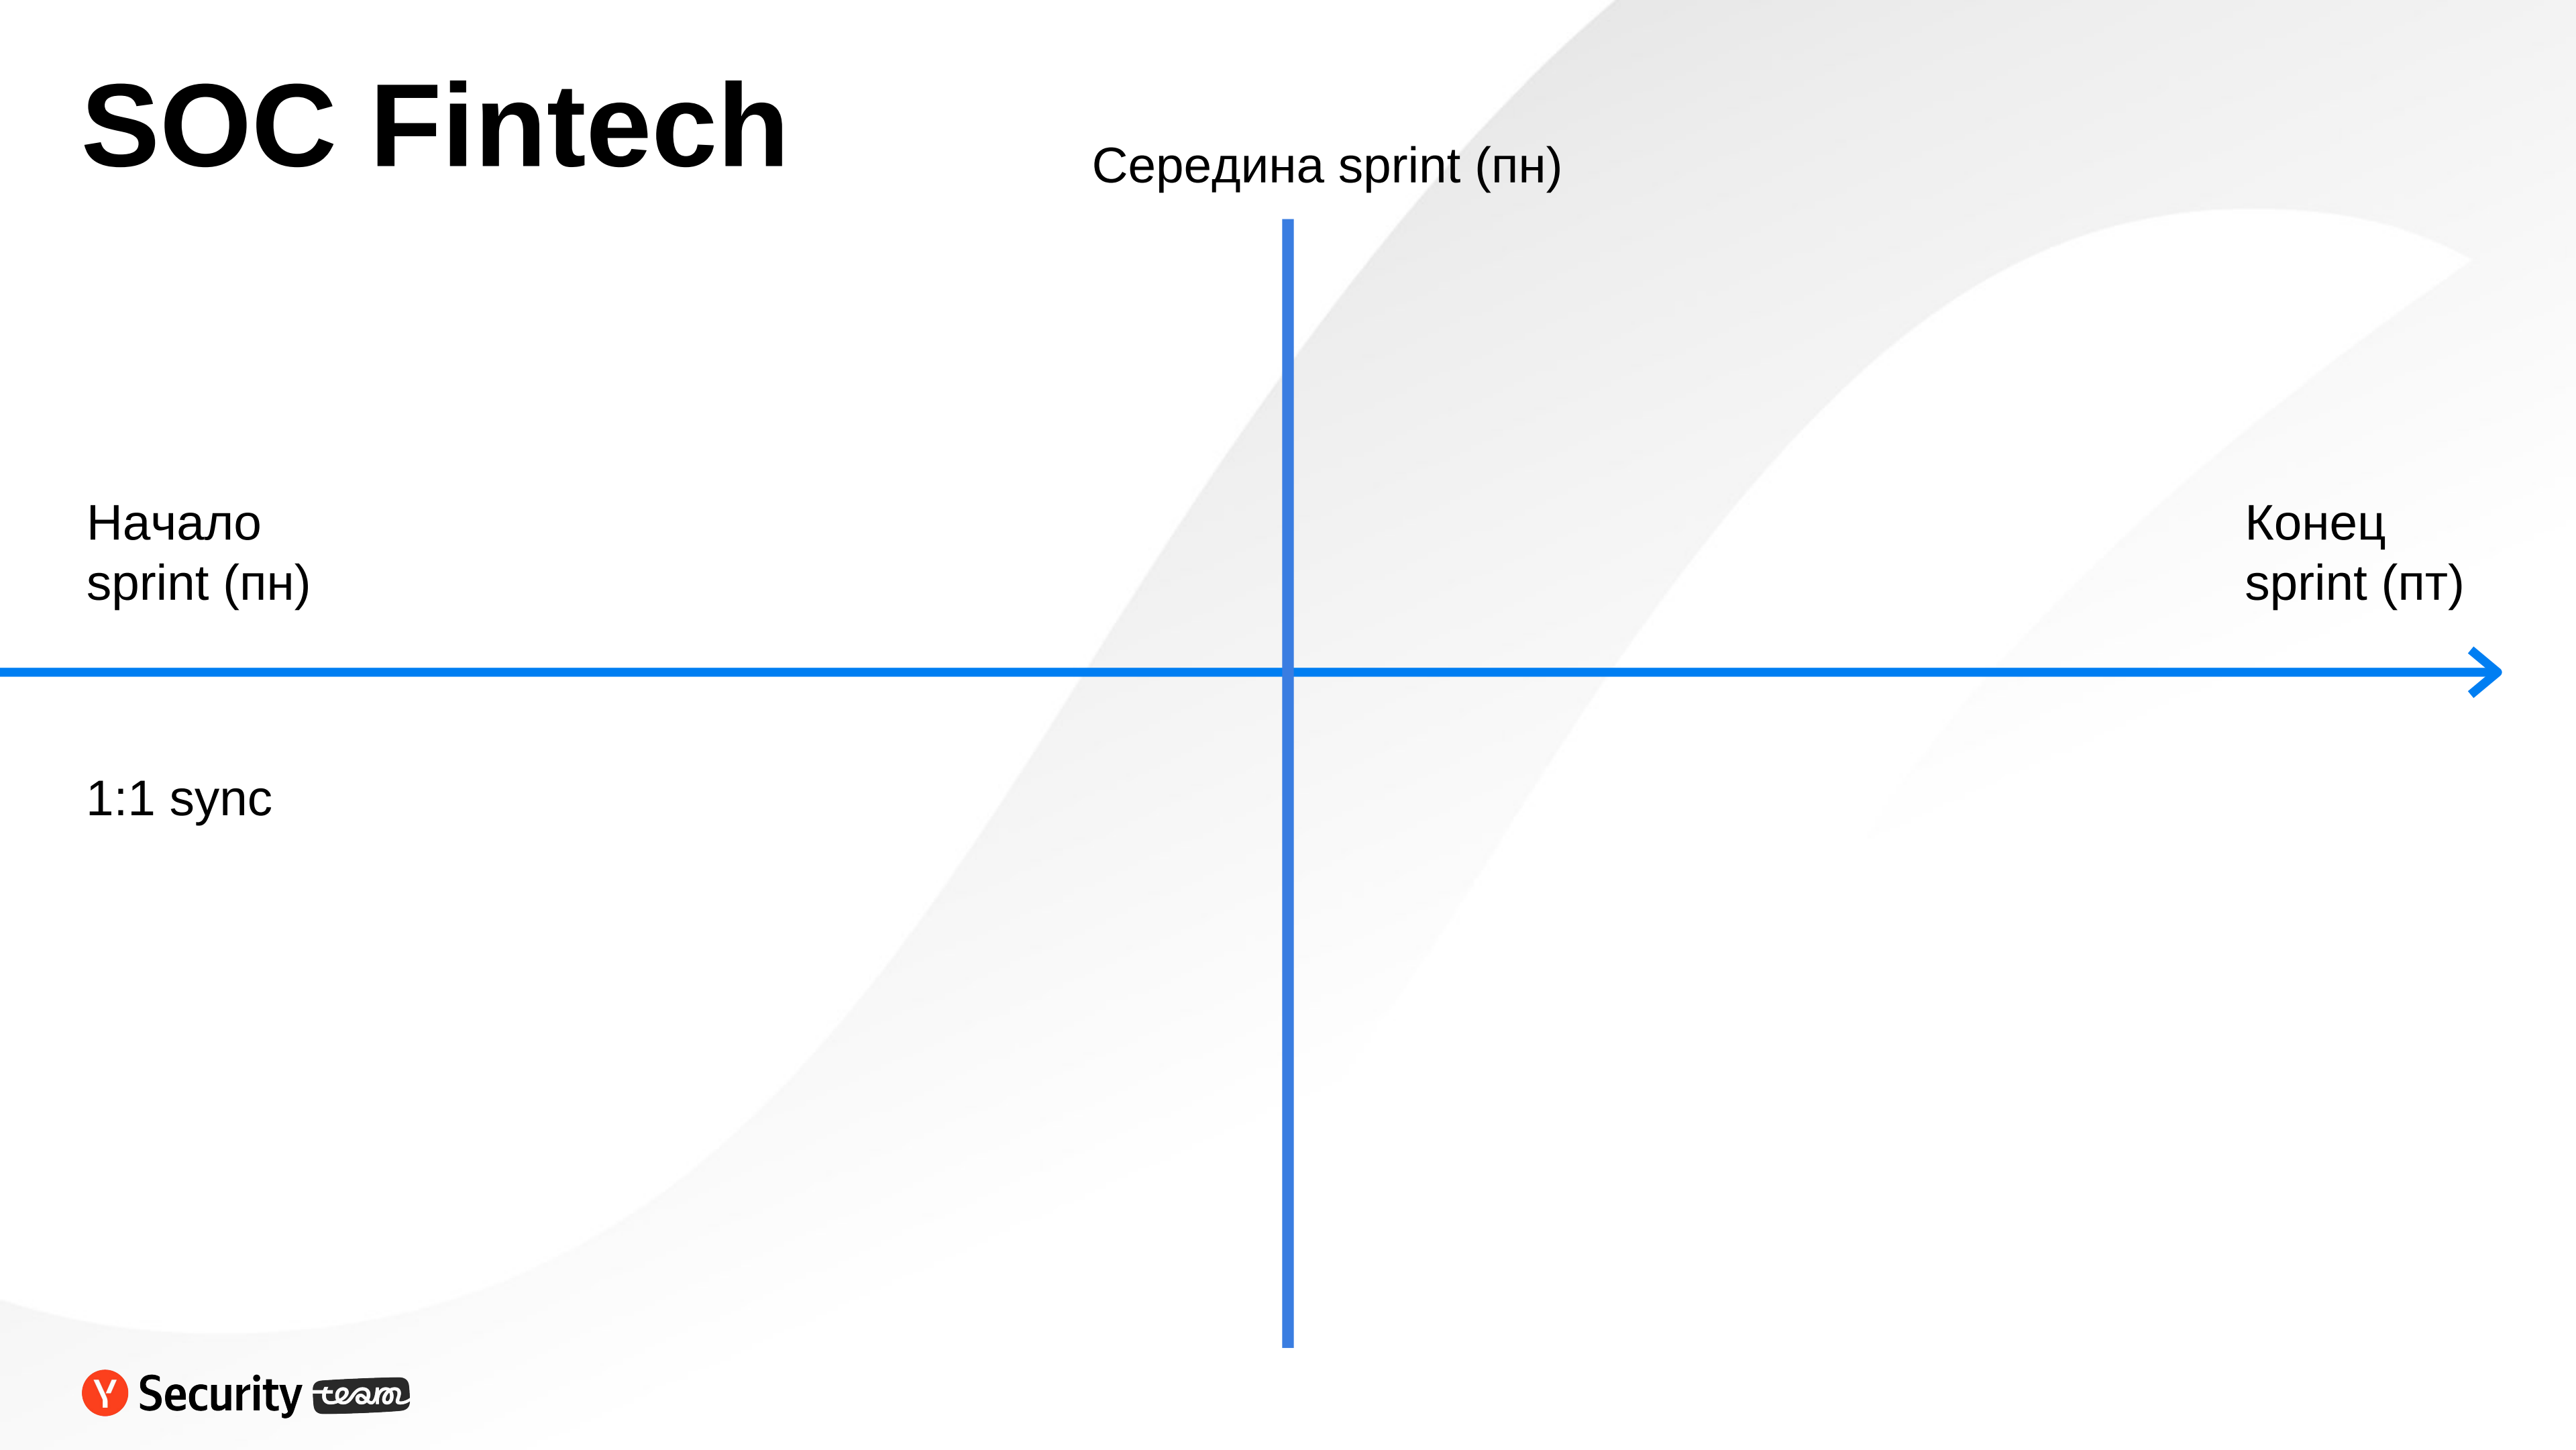 SOC Fintech
Середина sprint (пн)
Начало
sprint (пн)
Конец
sprint (пт)
1:1 sync
Y Security team